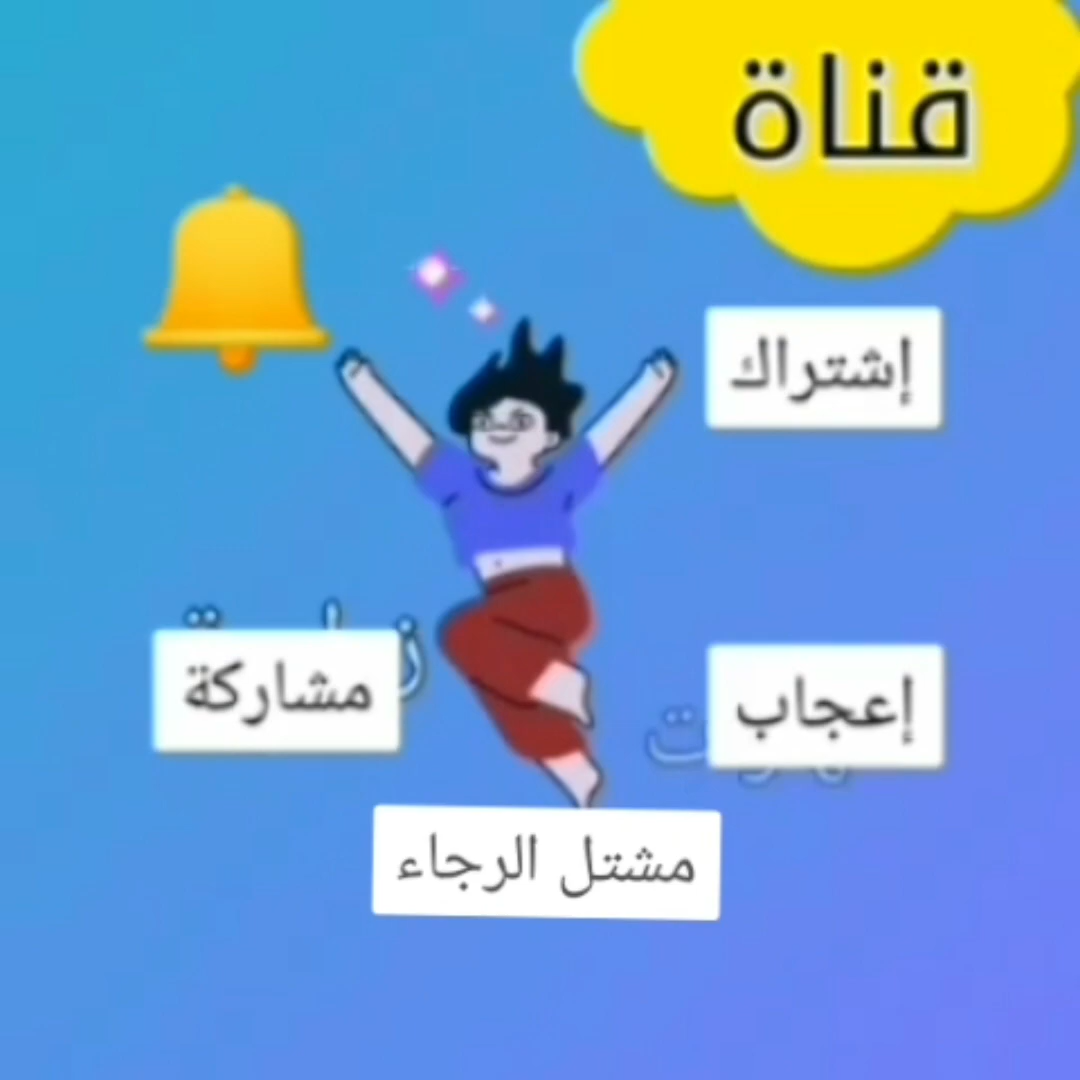 قناة
إشتراك
مشاركة
إعجاب
مشتل الرجاء